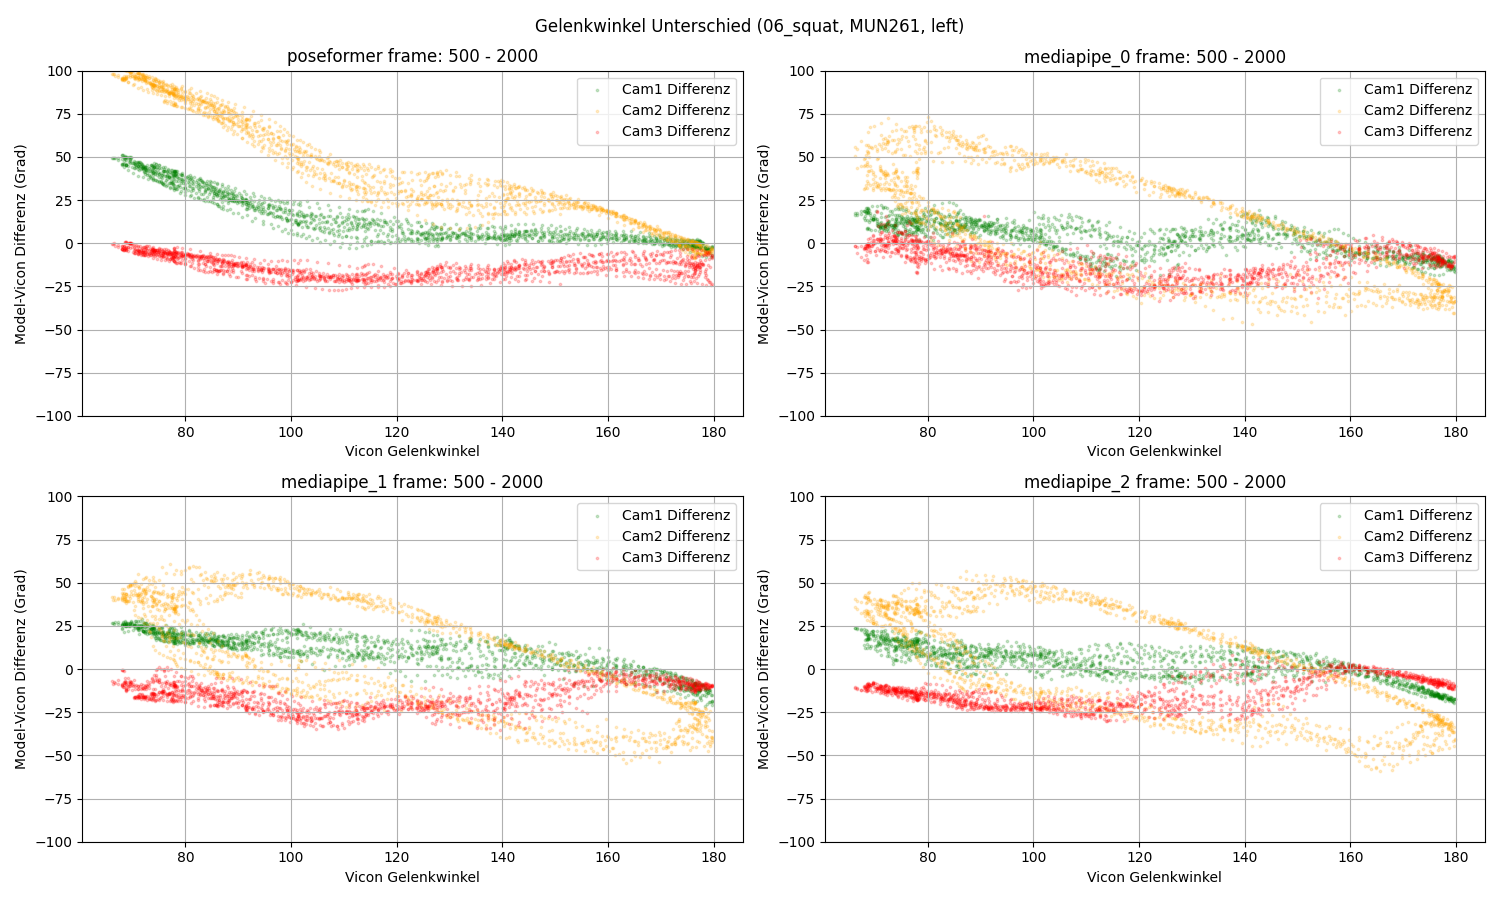 Gelenkwinkel Unterschied (06_squat, MUN261, left)
poseformer frame: 500 - 2000
100
75
50
25
0
−25
−50
−75
−100
Model-Vicon Differenz (Grad)
Cam1 Differenz
Cam2 Differenz
Cam3 Differenz
80 100 120 140 160 180
Vicon Gelenkwinkel
mediapipe_0 frame: 500 - 2000
100
75
50
25
0
−25
−50
−75
−100
Model-Vicon Differenz (Grad)
Cam1 Differenz
Cam2 Differenz
Cam3 Differenz
80 100 120 140 160 180
Vicon Gelenkwinkel
mediapipe_1 frame: 500 - 2000
100
75
50
25
0
−25
−50
−75
−100
Model-Vicon Differenz (Grad)
Cam1 Differenz
Cam2 Differenz
Cam3 Differenz
80 100 120 140 160 180
Vicon Gelenkwinkel
mediapipe_2 frame: 500 - 2000
100
75
50
25
0
−25
−50
−75
−100
Model-Vicon Differenz (Grad)
Cam1 Differenz
Cam2 Differenz
Cam3 Differenz
80 100 120 140 160 180
Vicon Gelenkwinkel